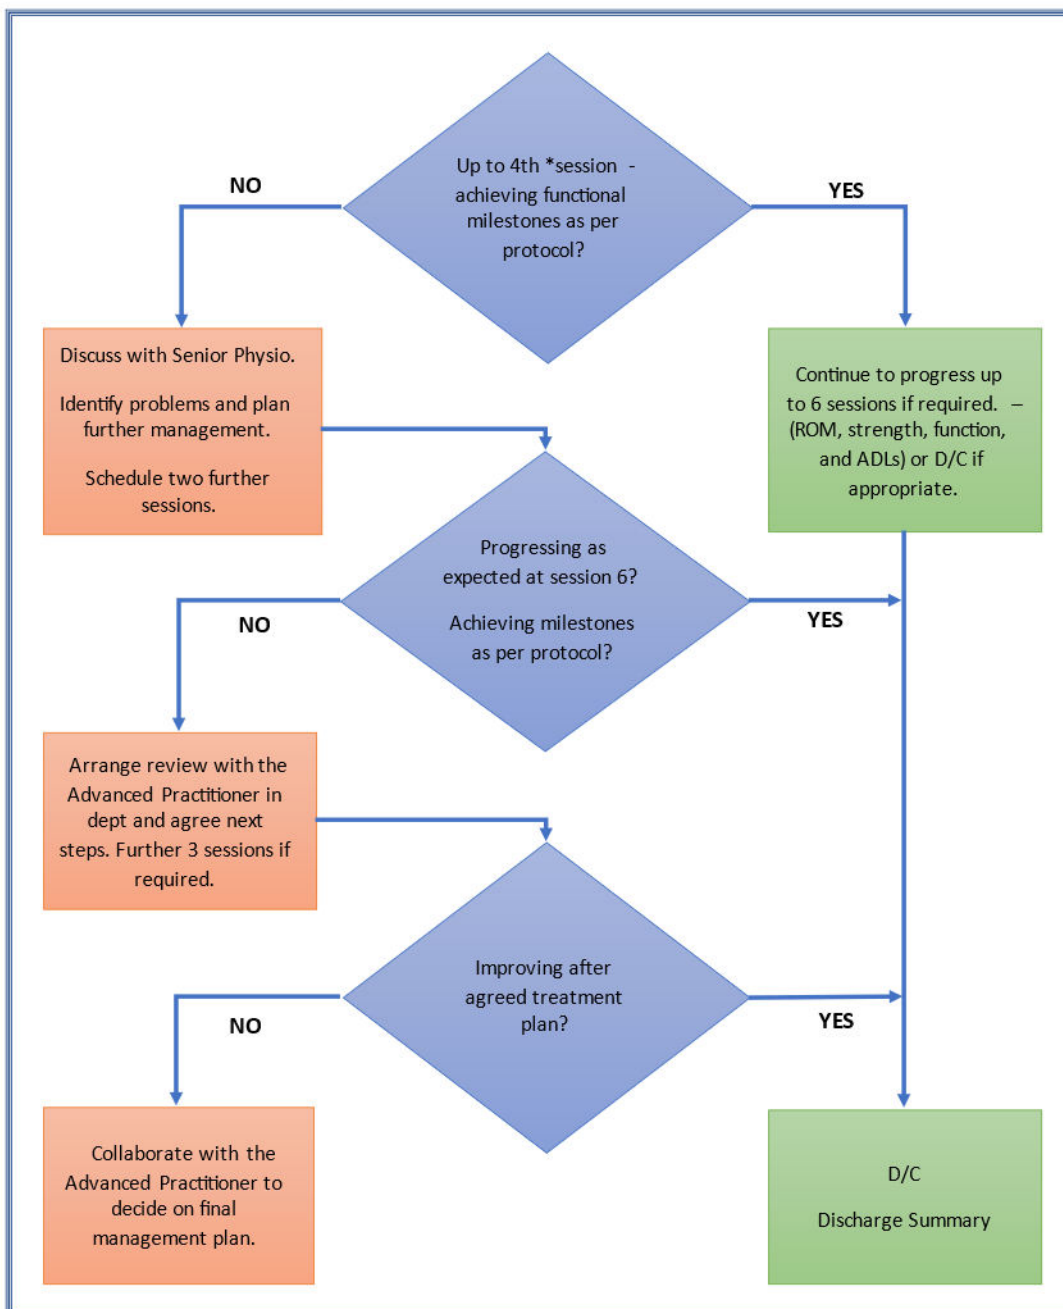 Up to 4th *session -
achieving functional
milestones as per
protocol?
NO
YES
Discuss with Senior Physio.
Identify problems and plan
further management.
Schedule two further
sessions.
Continue to progress up
to 6 sessions if required. –
(ROM, strength, function,
and ADLs) or D/C if
appropriate.
Progressing as
expected at session 6?
Achieving milestones
as per protocol?
NO
YES
Arrange review with the
Advanced Practitioner in
dept and agree next
steps. Further 3 sessions if
required.
Improving after
agreed treatment
plan?
NO
YES
Collaborate with the
Advanced Practitioner to
decide on final
management plan.
D/C
Discharge Summary